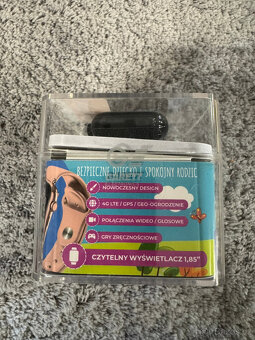 BEZPIECZNE DZIECKO I SPOKOJNY RODZIC
NOWOCZESNY DESIGN
4G LTE / GPS / GEO-OGRODZENIE
POŁĄCZENIA WIDEO / GŁOSOWE
GRY ZRĘCZNOŚCIOWE
CZYTELNY WYŚWIETLACZ 1,85"